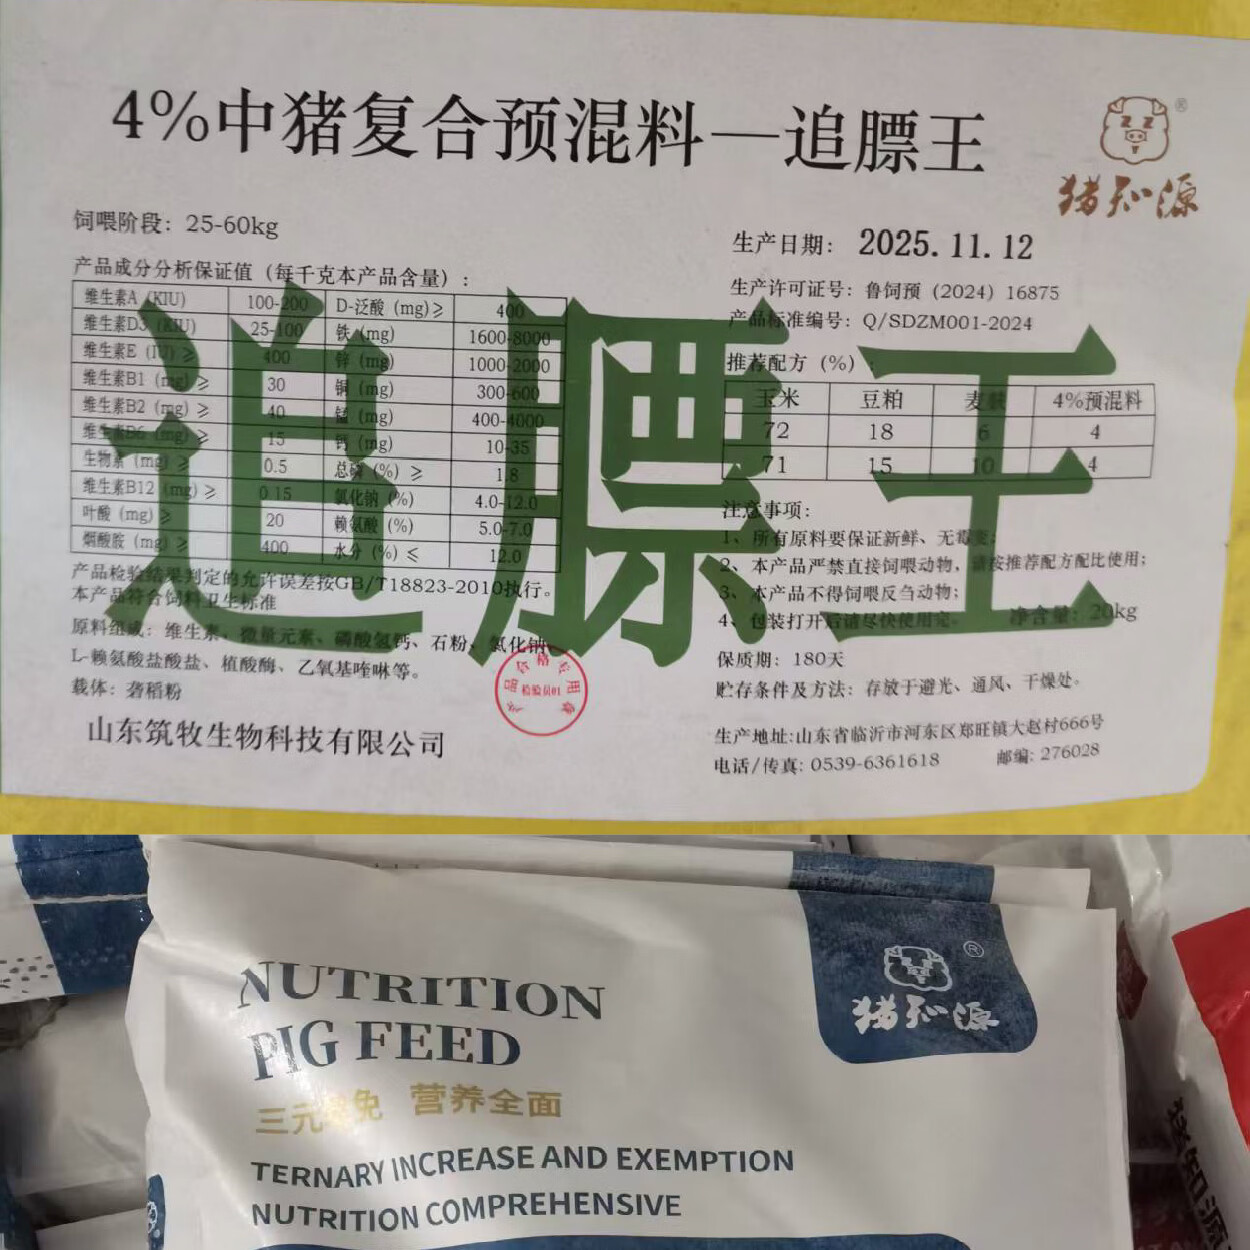 4%中猪复合预混料—追膘王
®
猪知源
饲喂阶段：25-60kg
产品成分分析保证值（每千克本产品含量）：
维生素A（KIU） 100-200 D-泛酸（mg）≥ 400
维生素D3（KIU） 25-100 铁（mg） 1600-8000
维生素E（IU）≥ 400 锌（mg） 1000-2000
维生素B1（mg）≥ 30 铜（mg） 300-600
维生素B2（mg）≥ 40 锰（mg） 400-4000
维生素B6（mg）≥ 15 钙（mg） 10-35
生物素（mg）≥ 0.5 总磷（%）≥ 1.8
维生素B12（mg）≥ 0.15 氯化钠（%） 4.0-12.0
叶酸（mg）≥ 20 赖氨酸（%） 5.0-7.0
烟酰胺（mg）≥ 400 水分（%）≤ 12.0
产品检验结果判定的允许误差按GB/T18823-2010执行。
本产品符合饲料卫生标准
原料组成：维生素、微量元素、磷酸氢钙、石粉、氯化钠、
L-赖氨酸盐酸盐、植酸酶、乙氧基喹啉等。
载体：砻稻粉
山东筑牧生物科技有限公司
检验员01
生产日期：2025.11.12
生产许可证号：鲁饲预（2024）16875
产品标准编号：Q/SDZM001-2024
推荐配方（%）：
玉米 豆粕 麦麸 4%预混料
72 18 6 4
71 15 10 4
注意事项：
1、所有原料要保证新鲜、无霉变；
2、本产品严禁直接饲喂动物，请按推荐配方配比使用；
3、本产品不得饲喂反刍动物；
4、包装打开后请尽快使用完。 净含量：20kg
保质期：180天
贮存条件及方法：存放于避光、通风、干燥处。
生产地址:山东省临沂市河东区郑旺镇大赵村666号
电话/传真: 0539-6361618 邮编: 276028
追膘王
NUTRITION
PIG FEED
三元 免 营养全面
TERNARY INCREASE AND EXEMPTION
NUTRITION COMPREHENSIVE
®
猪知源
猪知源